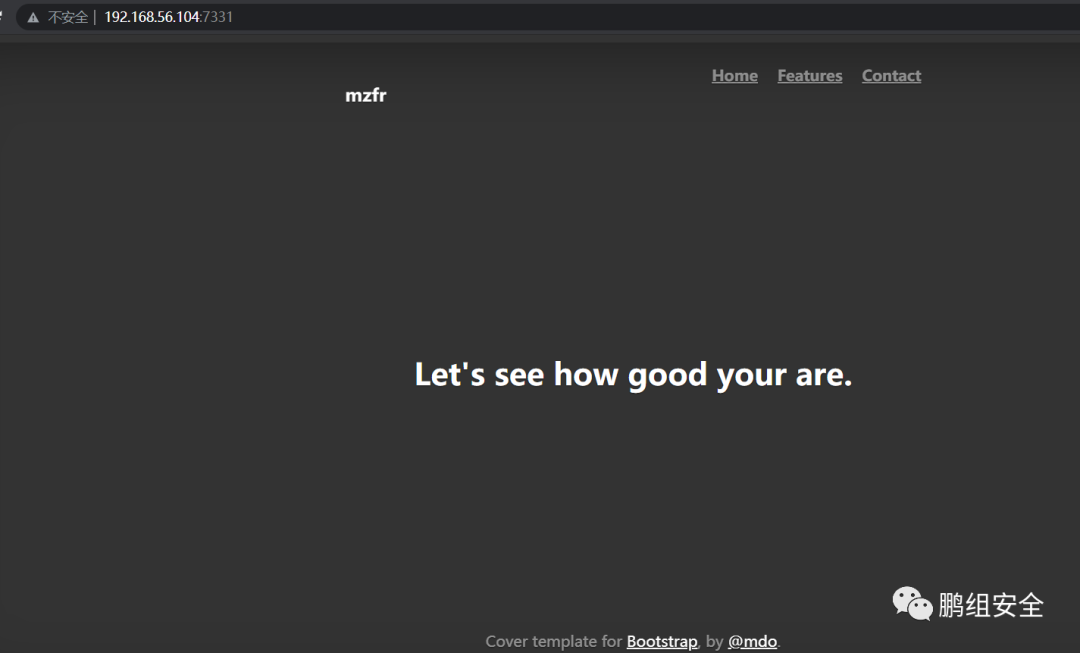 不安全 | 192.168.56.104:7331
Home Features Contact
mzfr
Let's see how good your are.
鹏组安全
Cover template for Bootstrap, by @mdo.